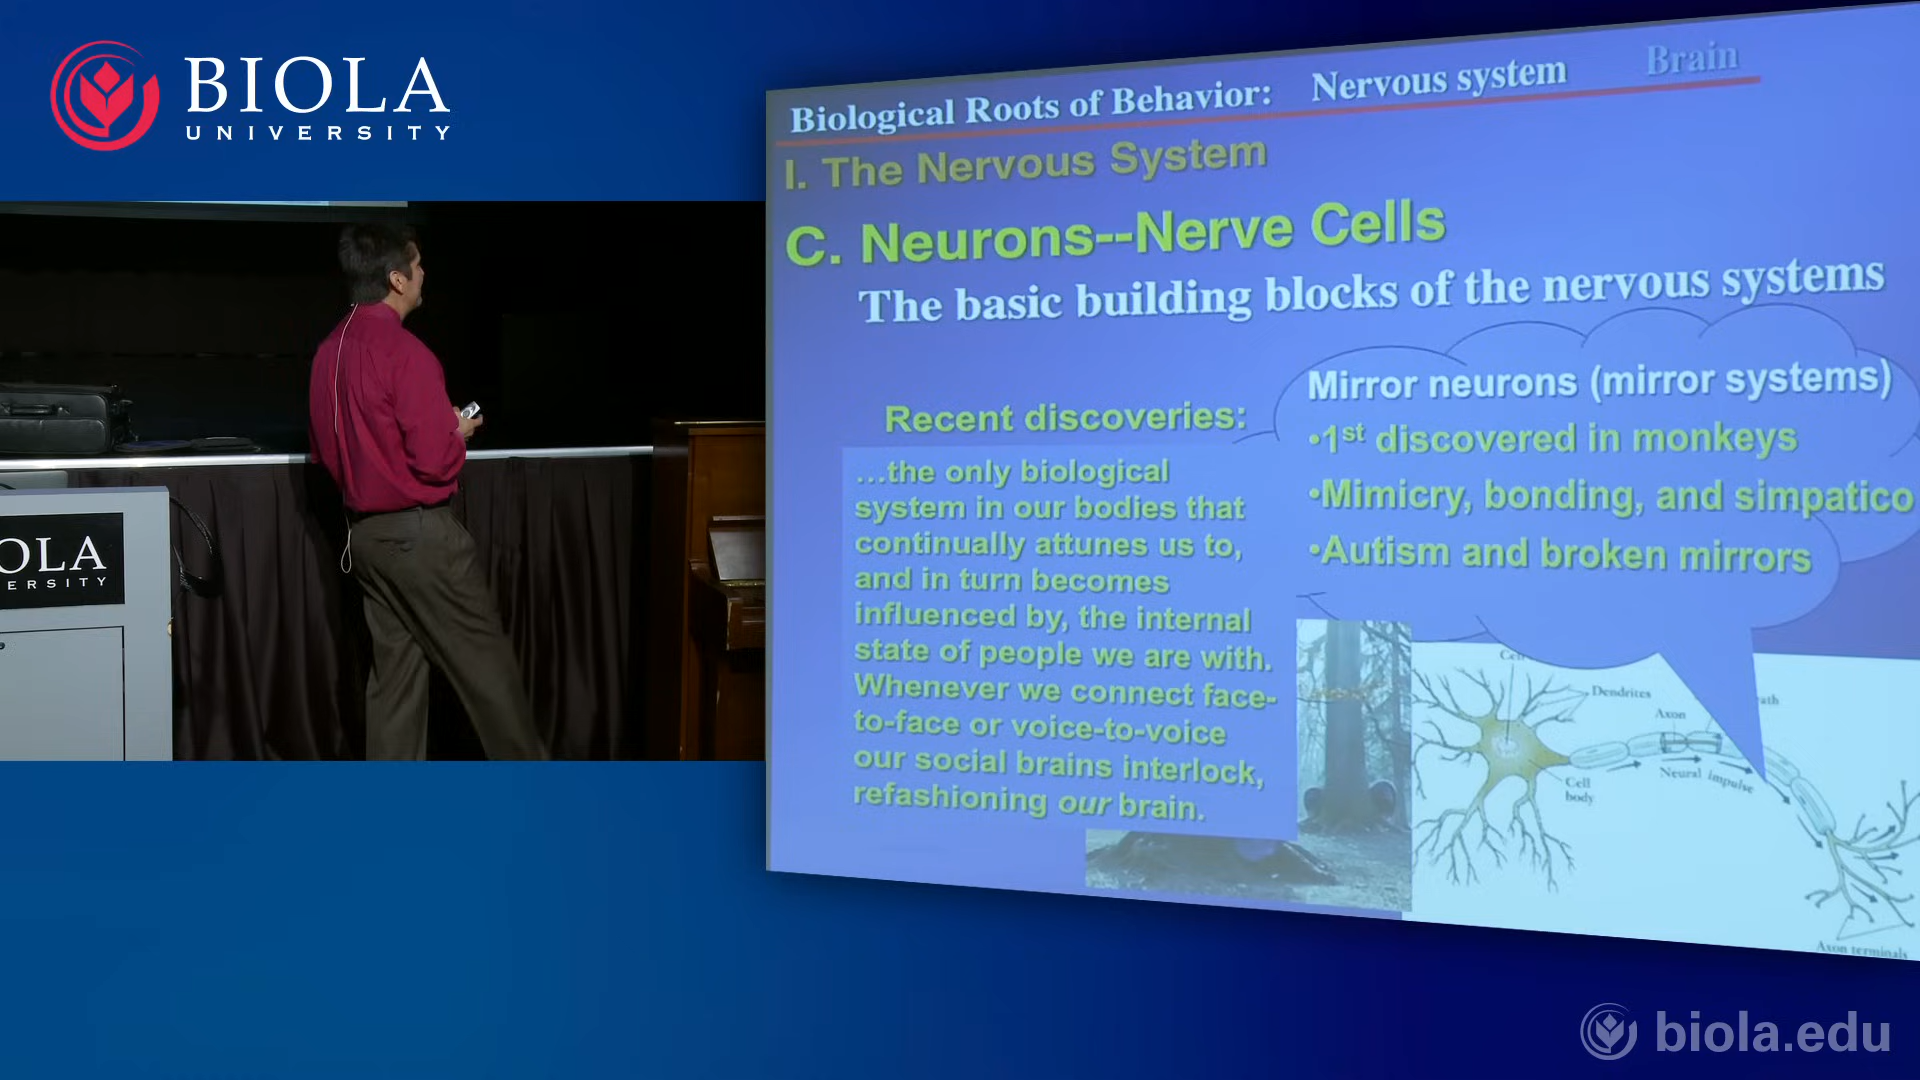 BIOLA
UNIVERSITY
Biological Roots of Behavior: Nervous system Brain
I. The Nervous System
C. Neurons--Nerve Cells
The basic building blocks of the nervous systems
Recent discoveries:
...the only biological
system in our bodies that
continually attunes us to,
and in turn becomes
influenced by, the internal
state of people we are with.
Whenever we connect face-
to-face or voice-to-voice
our social brains interlock,
refashioning our brain.
Mirror neurons (mirror systems)
•1st discovered in monkeys
•Mimicry, bonding, and simpatico
•Autism and broken mirrors
Dendrites
Axon
Cell
body
Neural impulse
Axon terminals
OLA
ERSITY
biola.edu